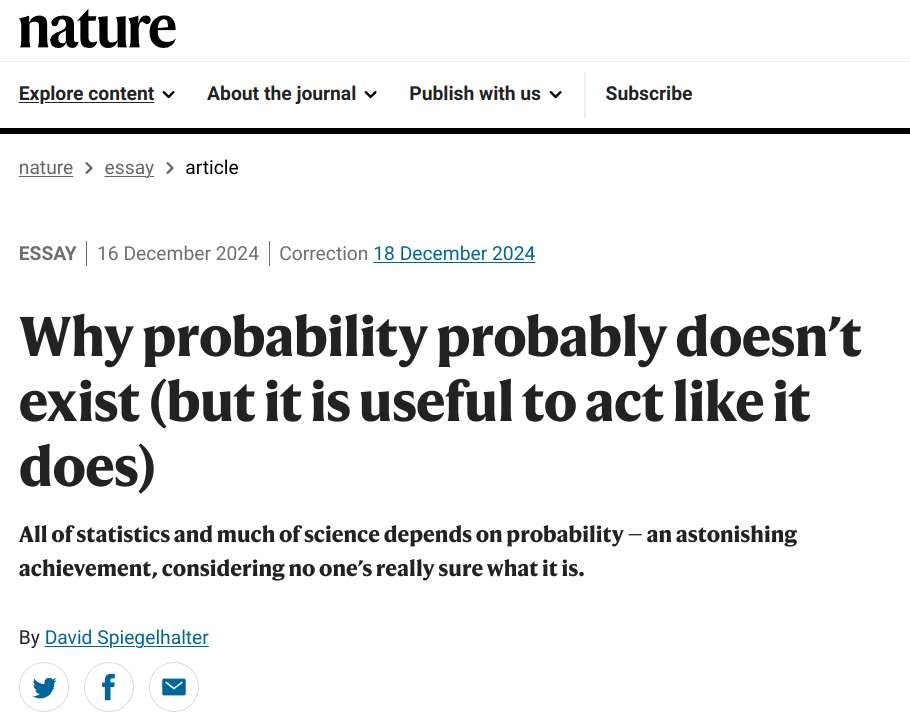 nature
Explore content About the journal Publish with us Subscribe
nature > essay > article
ESSAY | 16 December 2024 | Correction 18 December 2024
Why probability probably doesn’t
exist (but it is useful to act like it
does)
All of statistics and much of science depends on probability — an astonishing
achievement, considering no one’s really sure what it is.
By David Spiegelhalter